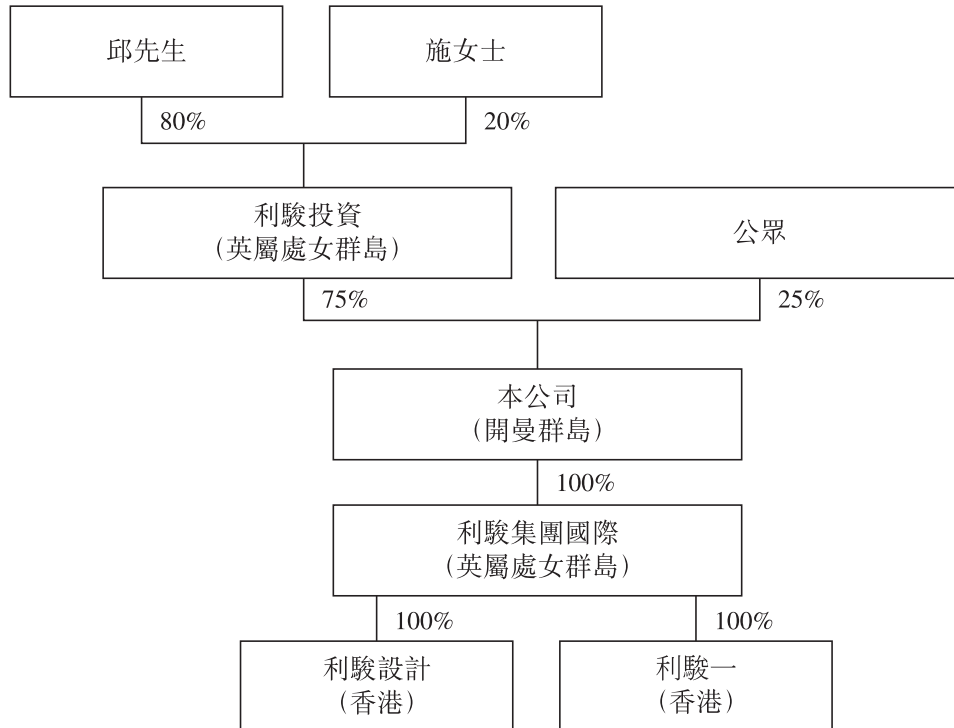 邱先生
施女士
80%
20%
利駿投資
(英屬處女群島)
公眾
75%
25%
本公司
(開曼群島)
100%
利駿集團國際
(英屬處女群島)
100%
100%
利駿設計
(香港)
利駿一
(香港)